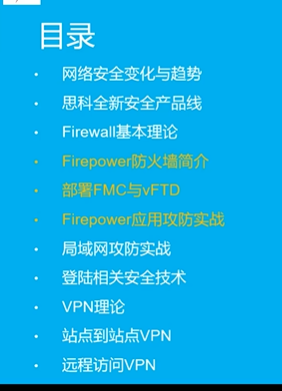 目录
网络安全变化与趋势
思科全新安全产品线
Firewall基本理论
Firepower防火墙简介
部署FMC与vFTD
Firepower应用攻防实战
局域网攻防实战
登陆相关安全技术
VPN理论
站点到站点VPN
远程访问VPN